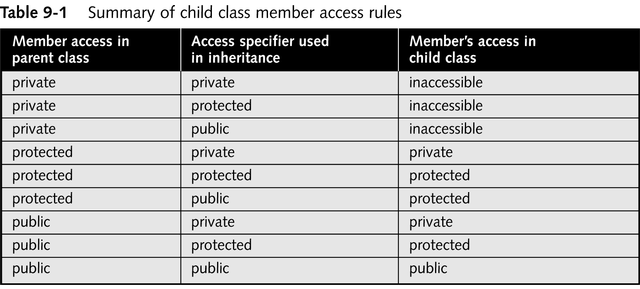 Table 9-1 Summary of child class member access rules
Member access in parent class Access specifier used in inheritance Member's access in child class
private private inaccessible
private protected inaccessible
private public inaccessible
protected private private
protected protected protected
protected public protected
public private private
public protected protected
public public public